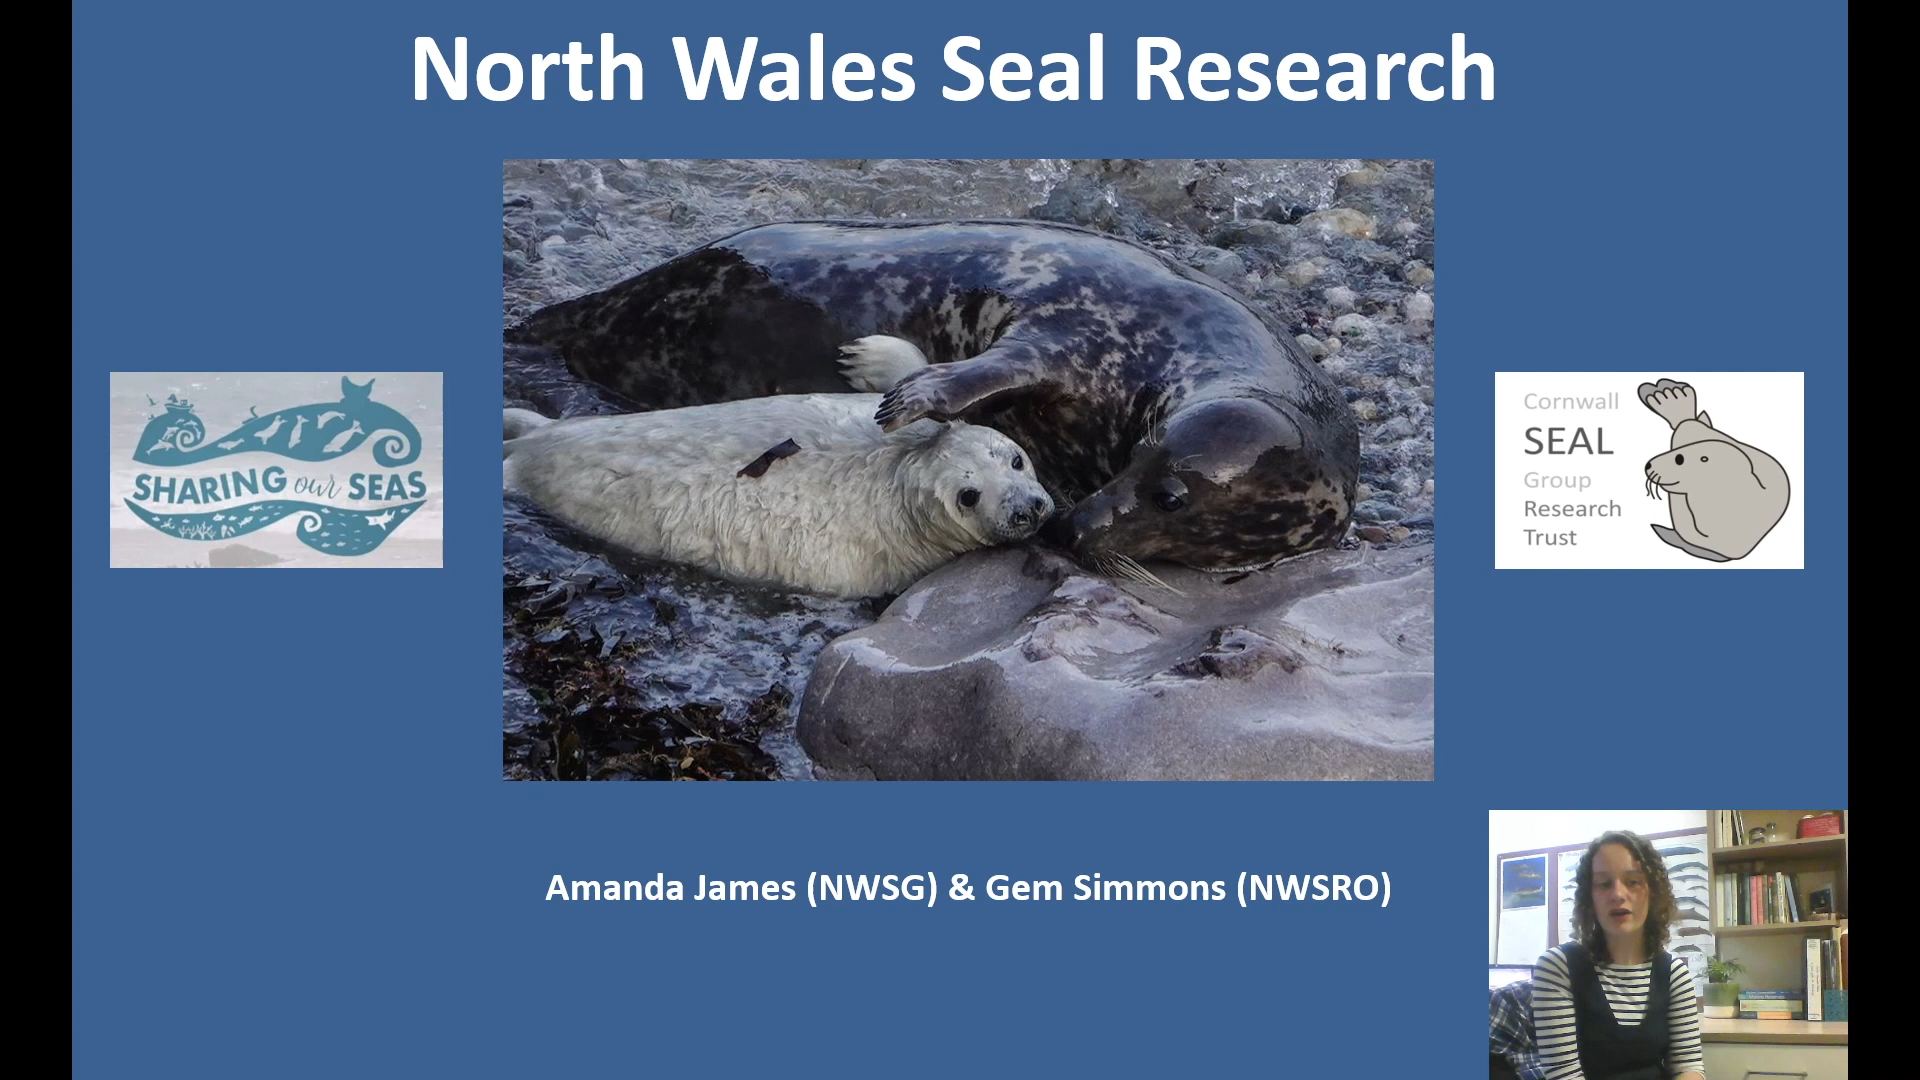 North Wales Seal Research
SHARING our SEAS
Cornwall
SEAL
Group
Research
Trust
Amanda James (NWSG) & Gem Simmons (NWSRO)